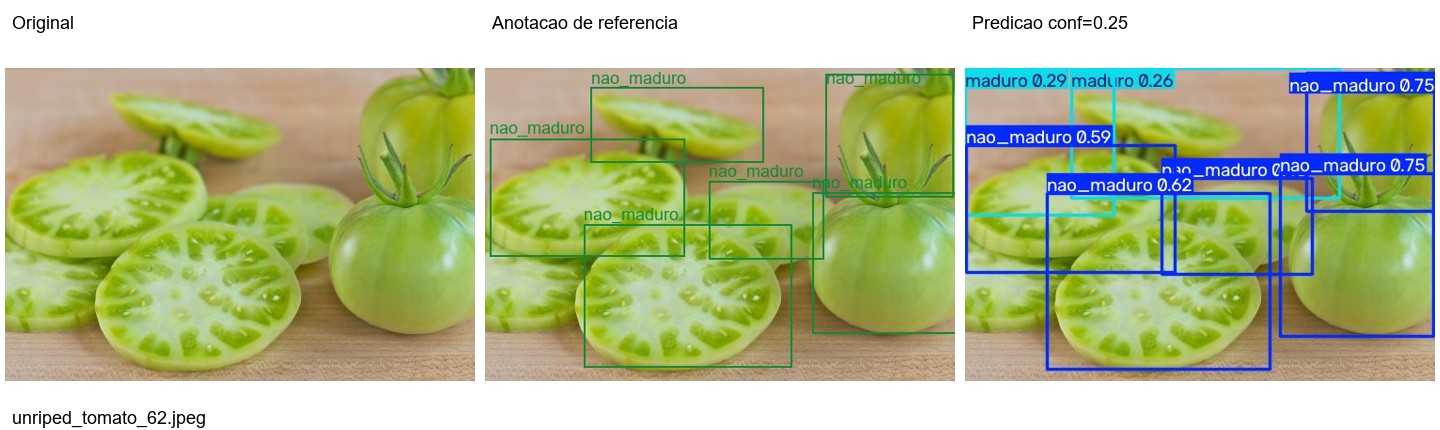 Original
Anotacao de referencia
Predicao conf=0.25
nao_maduro
nao_maduro
nao_maduro
nao_maduro
nao_maduro
nao_maduro
maduro 0.29
maduro 0.26
nao_maduro 0.75
nao_maduro 0.59
nao_maduro
nao_maduro 0.75
nao_maduro 0.62
unriped_tomato_62.jpeg